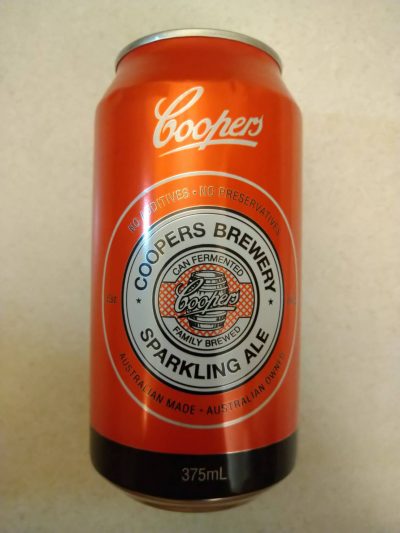 Coopers
NO ADDITIVES • NO PRESERVATIVES
COOPERS BREWERY
CAN FERMENTED
Coopers
FAMILY BREWED
SPARKLING ALE
AUSTRALIAN MADE • AUSTRALIAN OWNED
375mL